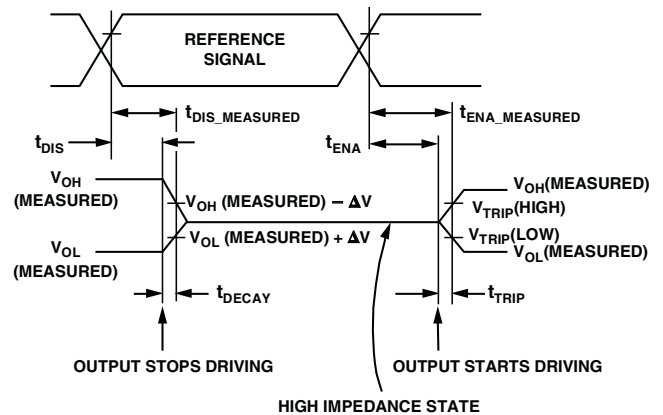 REFERENCE
SIGNAL
tDIS_MEASURED
tENA_MEASURED
tDIS
tENA
VOH
(MEASURED)
VOH (MEASURED) – ΔV
VOH(MEASURED)
VTRIP(HIGH)
VOL
(MEASURED)
VOL (MEASURED) + ΔV
VTRIP(LOW)
VOL(MEASURED)
tDECAY
tTRIP
OUTPUT STOPS DRIVING
OUTPUT STARTS DRIVING
HIGH IMPEDANCE STATE